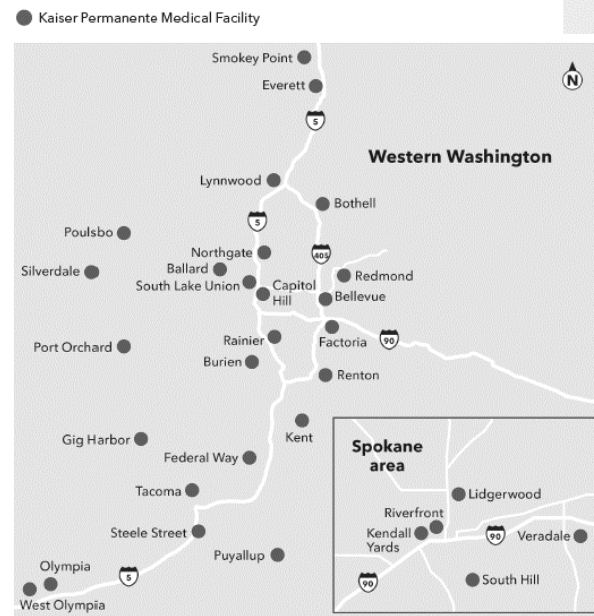 Kaiser Permanente Medical Facility
N
Smokey Point
Everett
5
Western Washington
Lynnwood
Bothell
5
Poulsbo
Northgate
405
Ballard
Silverdale
Redmond
South Lake Union
Capitol
Hill
Bellevue
Rainier
Factoria
90
Port Orchard
Burien
Renton
Kent
Gig Harbor
Federal Way
Tacoma
Steele Street
Puyallup
Olympia
5
West Olympiia
Spokane
area
Lidgerwood
Riverfront
Kendall
Yards
90
Veradale
90
South Hill